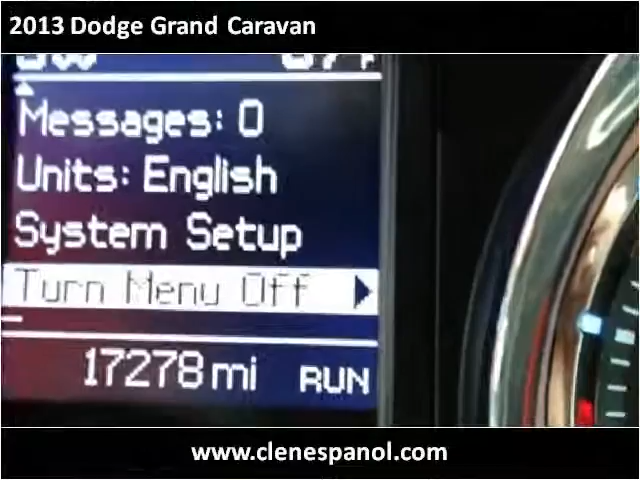 2013 Dodge Grand Caravan
Messages: 0
Units: English
System Setup
Turn Menu Off
17278 mi RUN
www.clenespanol.com